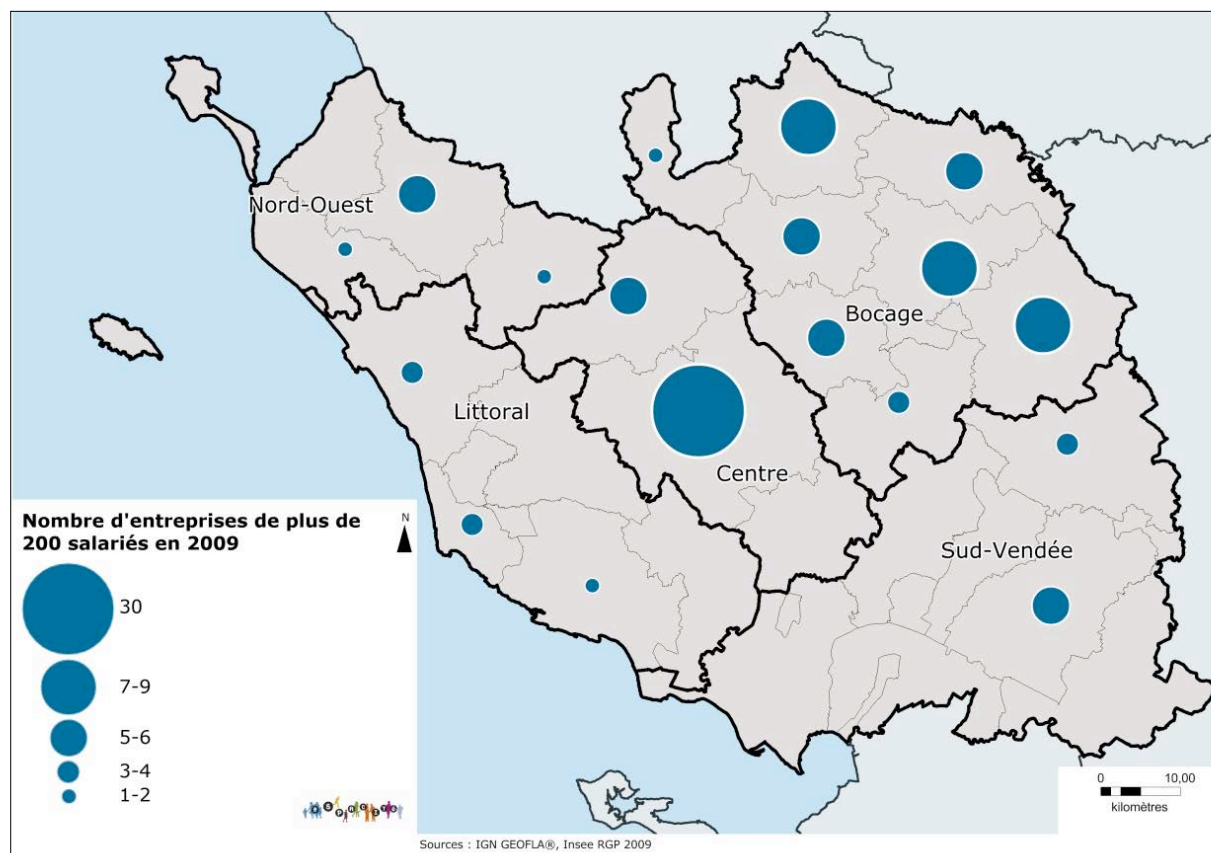 Nord-Ouest
Bocage
Littoral
Centre
Sud-Vendée
Nombre d'entreprises de plus de
200 salariés en 2009
N
30
7-9
5-6
3-4
1-2
0 10,00
kilomètres
Sources : IGN GEOFLA®, Insee RGP 2009